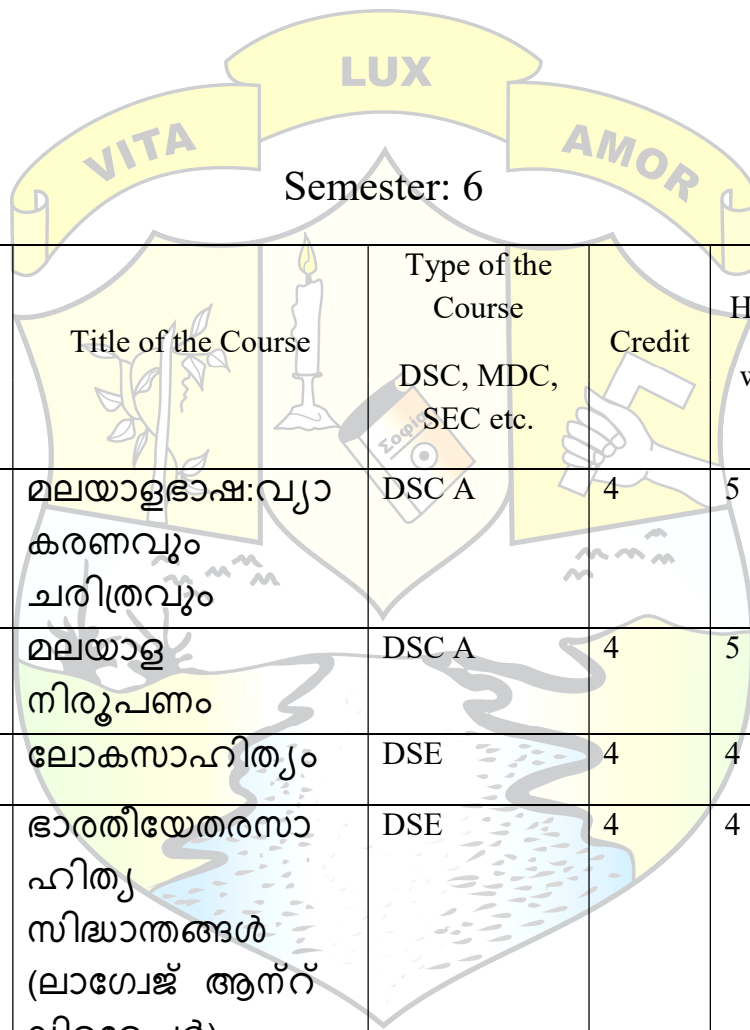 LUX
VITA
AMOR
Semester: 6
Title of the Course
Type of the
Course
DSC, MDC,
SEC etc.
Credit
H
w
മലയാളഭാഷ:വ്യാ
കരണവും
ചരിത്രവും
DSC A
4
5
മലയാള
നിരൂപണം
DSC A
4
5
ലോകസാഹിത്യം
DSE
4
4
ഭാരതീയേതരസാ
ഹിത്യ
സിദ്ധാന്തങ്ങൾ
(ലാഗ്വേജ് ആന്റ്
DSE
4
4
Σοφία